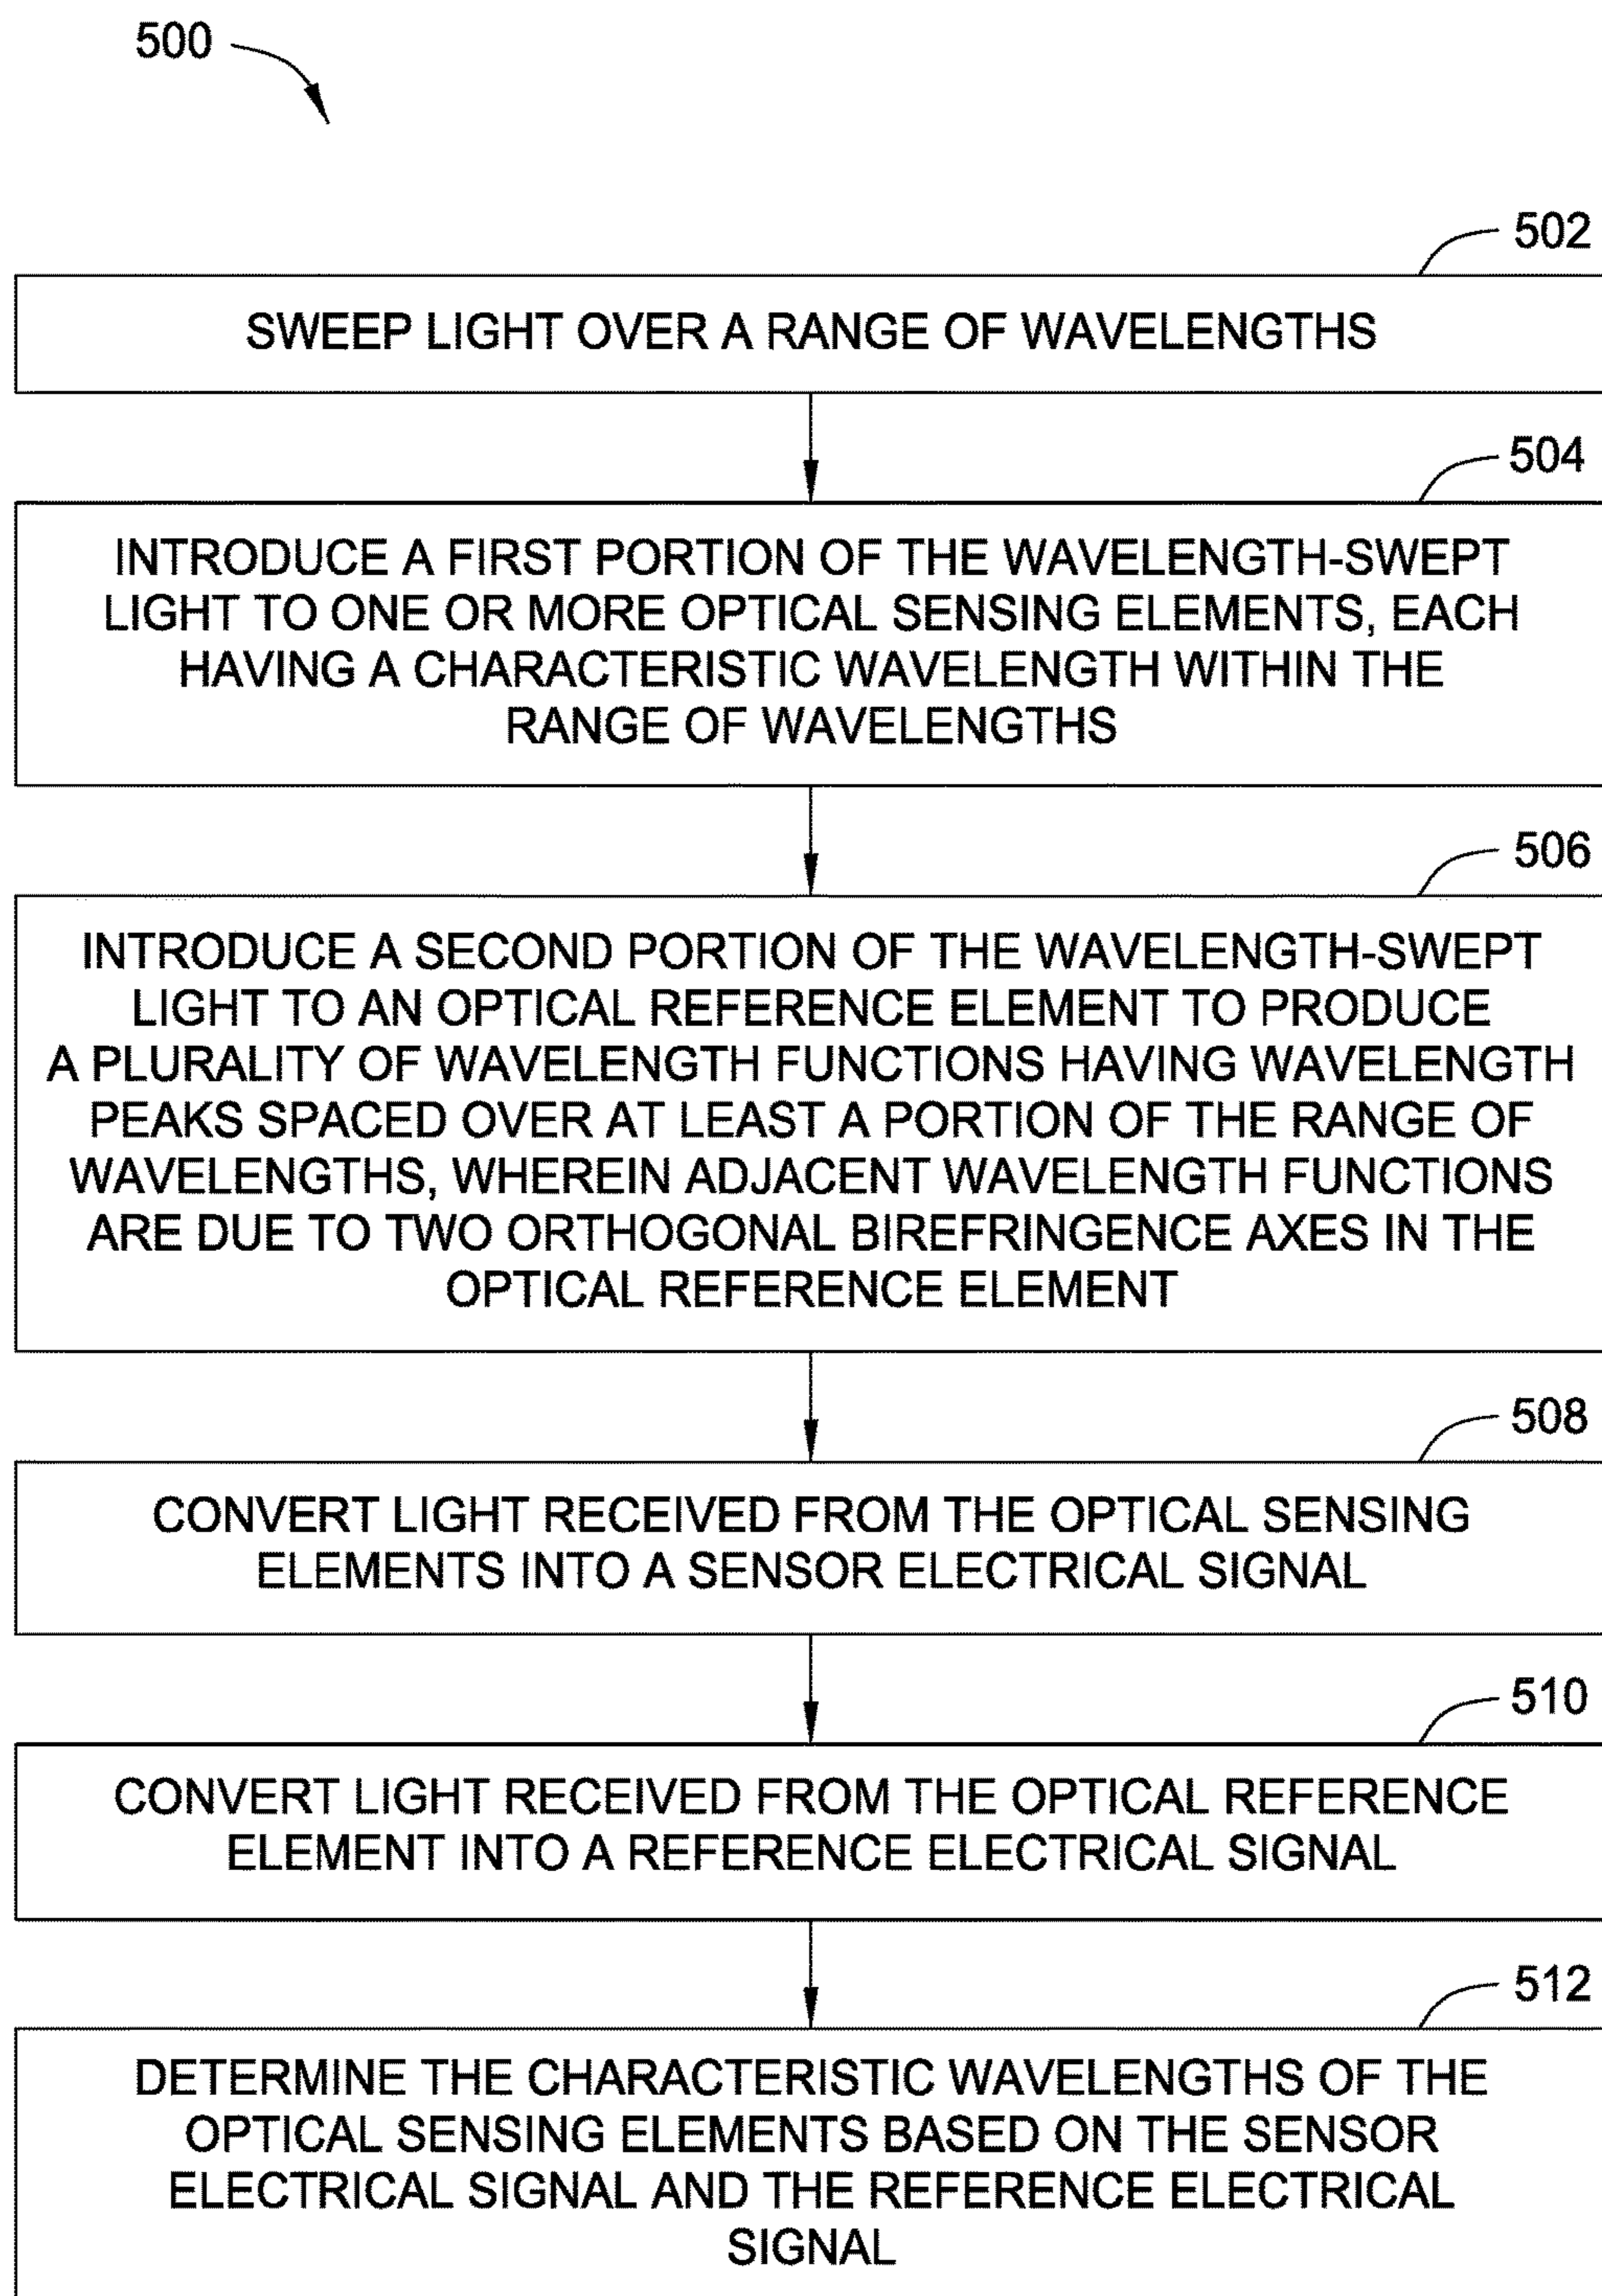 500
502
SWEEP LIGHT OVER A RANGE OF WAVELENGTHS
504
INTRODUCE A FIRST PORTION OF THE WAVELENGTH-SWEPT
LIGHT TO ONE OR MORE OPTICAL SENSING ELEMENTS, EACH
HAVING A CHARACTERISTIC WAVELENGTH WITHIN THE
RANGE OF WAVELENGTHS
506
INTRODUCE A SECOND PORTION OF THE WAVELENGTH-SWEPT
LIGHT TO AN OPTICAL REFERENCE ELEMENT TO PRODUCE
A PLURALITY OF WAVELENGTH FUNCTIONS HAVING WAVELENGTH
PEAKS SPACED OVER AT LEAST A PORTION OF THE RANGE OF
WAVELENGTHS, WHEREIN ADJACENT WAVELENGTH FUNCTIONS
ARE DUE TO TWO ORTHOGONAL BIREFRINGENCE AXES IN THE
OPTICAL REFERENCE ELEMENT
508
CONVERT LIGHT RECEIVED FROM THE OPTICAL SENSING
ELEMENTS INTO A SENSOR ELECTRICAL SIGNAL
510
CONVERT LIGHT RECEIVED FROM THE OPTICAL REFERENCE
ELEMENT INTO A REFERENCE ELECTRICAL SIGNAL
512
DETERMINE THE CHARACTERISTIC WAVELENGTHS OF THE
OPTICAL SENSING ELEMENTS BASED ON THE SENSOR
ELECTRICAL SIGNAL AND THE REFERENCE ELECTRICAL
SIGNAL